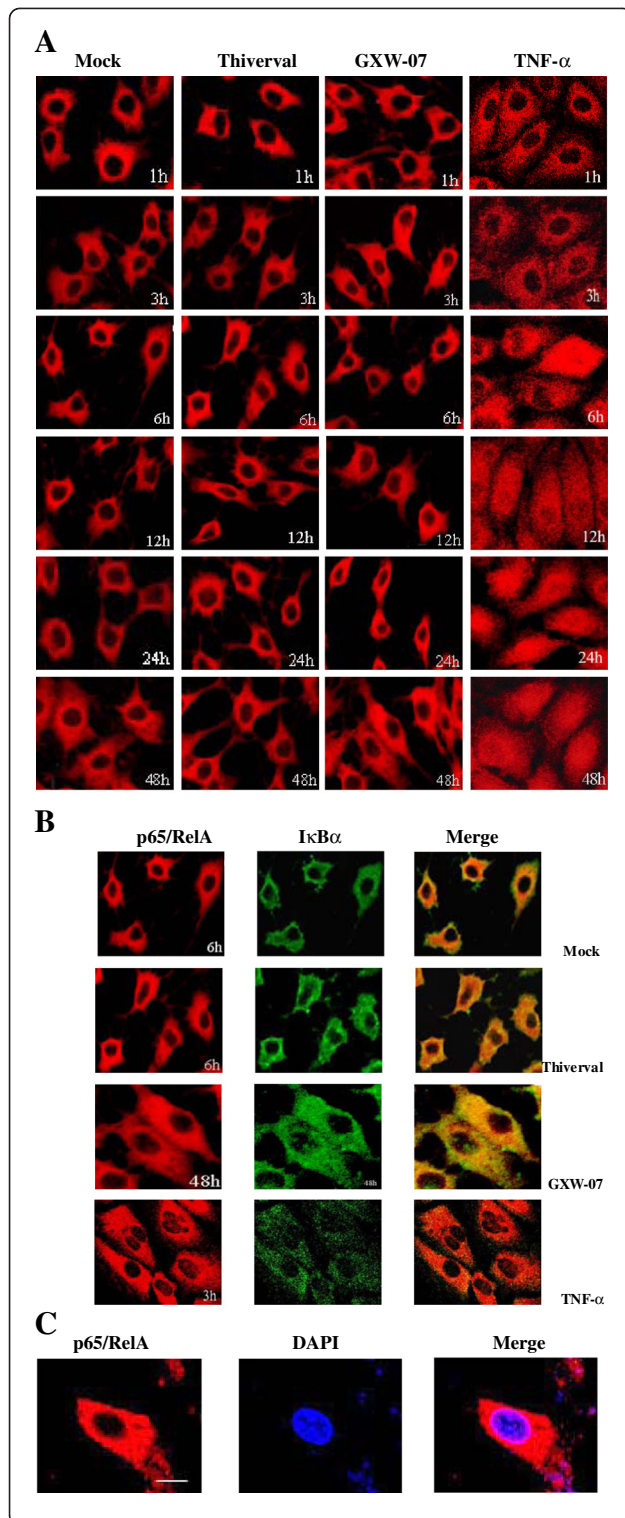 A
Mock Thiverval GXW-07 TNF-α
1h 1h 1h 1h
3h 3h 3h 3h
6h 6h 6h 6h
12h 12h 12h 12h
24h 24h 24h 24h
48h 48h 48h 48h
B
p65/RelA IκBα Merge
6h
Mock
6h
Thiverval
48h 48h
GXW-07
3h
TNF-α
C
p65/RelA DAPI Merge